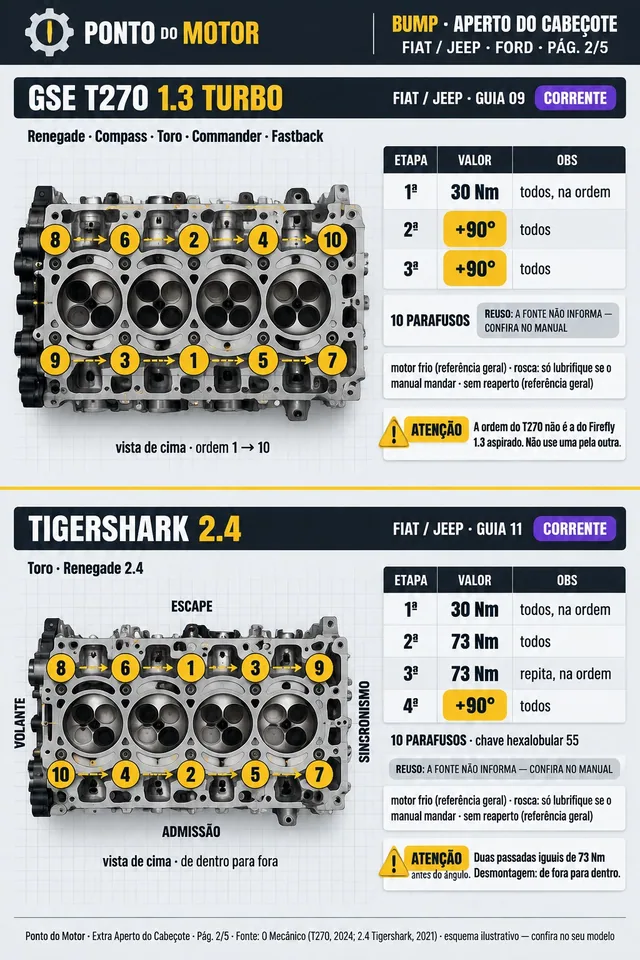 PONTO DO MOTOR
BUMP · APERTO DO CABEÇOTE
FIAT / JEEP · FORD · PÁG. 2/5
GSE T270 1.3 TURBO
FIAT / JEEP · GUIA 09
CORRENTE
Renegade · Compass · Toro · Commander · Fastback
8 6 2 4 10
9 3 1 5 7
vista de cima · ordem 1 → 10
ETAPA VALOR OBS
1ª 30 Nm todos, na ordem
2ª +90° todos
3ª +90° todos
10 PARAFUSOS
REUSO: A FONTE NÃO INFORMA —
CONFIRA NO MANUAL
motor frio (referência geral) · rosca: só lubrifique se o
manual mandar · sem reaperto (referência geral)
ATENÇÃO
A ordem do T270 não é a do Firefly
1.3 aspirado. Não use uma pela outra.
TIGERSHARK 2.4
FIAT / JEEP · GUIA 11
CORRENTE
Toro · Renegade 2.4
ESCAPE
VOLANTE
8 6 1 3 9
10 4 2 5 7
SINCRONISMO
ADMISSÃO
vista de cima · de dentro para fora
ETAPA VALOR OBS
1ª 30 Nm todos, na ordem
2ª 73 Nm todos
3ª 73 Nm repita, na ordem
4ª +90° todos
10 PARAFUSOS · chave hexalobular 55
REUSO: A FONTE NÃO INFORMA — CONFIRA NO MANUAL
motor frio (referência geral) · rosca: só lubrifique se o
manual mandar · sem reaperto (referência geral)
ATENÇÃO
Duas passadas iguais de 73 Nm
antes do ângulo. Desmontagem: de fora para dentro.
Ponto do Motor · Extra Aperto do Cabeçote · Pág. 2/5 · Fonte: O Mecânico (T270, 2024; 2.4 Tigershark, 2021) · esquema ilustrativo — confira no seu modelo